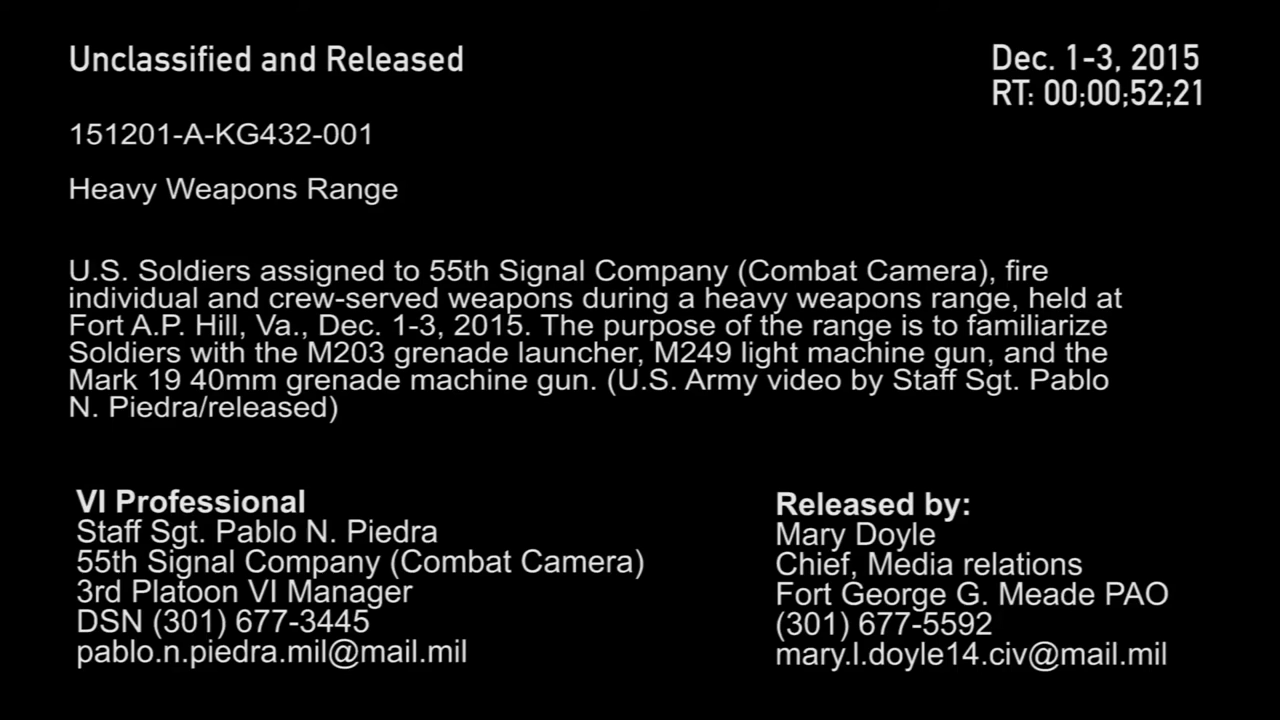 Unclassified and Released
Dec. 1-3, 2015
RT: 00;00;52;21
151201-A-KG432-001
Heavy Weapons Range
U.S. Soldiers assigned to 55th Signal Company (Combat Camera), fire
individual and crew-served weapons during a heavy weapons range, held at
Fort A.P. Hill, Va., Dec. 1-3, 2015. The purpose of the range is to familiarize
Soldiers with the M203 grenade launcher, M249 light machine gun, and the
Mark 19 40mm grenade machine gun. (U.S. Army video by Staff Sgt. Pablo
N. Piedra/released)
VI Professional
Staff Sgt. Pablo N. Piedra
55th Signal Company (Combat Camera)
3rd Platoon VI Manager
DSN (301) 677-3445
pablo.n.piedra.mil@mail.mil
Released by:
Mary Doyle
Chief, Media relations
Fort George G. Meade PAO
(301) 677-5592
mary.l.doyle14.civ@mail.mil